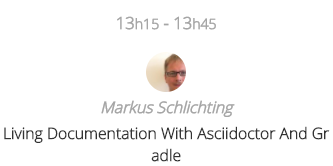 13h15 - 13h45
Markus Schlichting
Living Documentation With Asciidoctor And Gr
adle